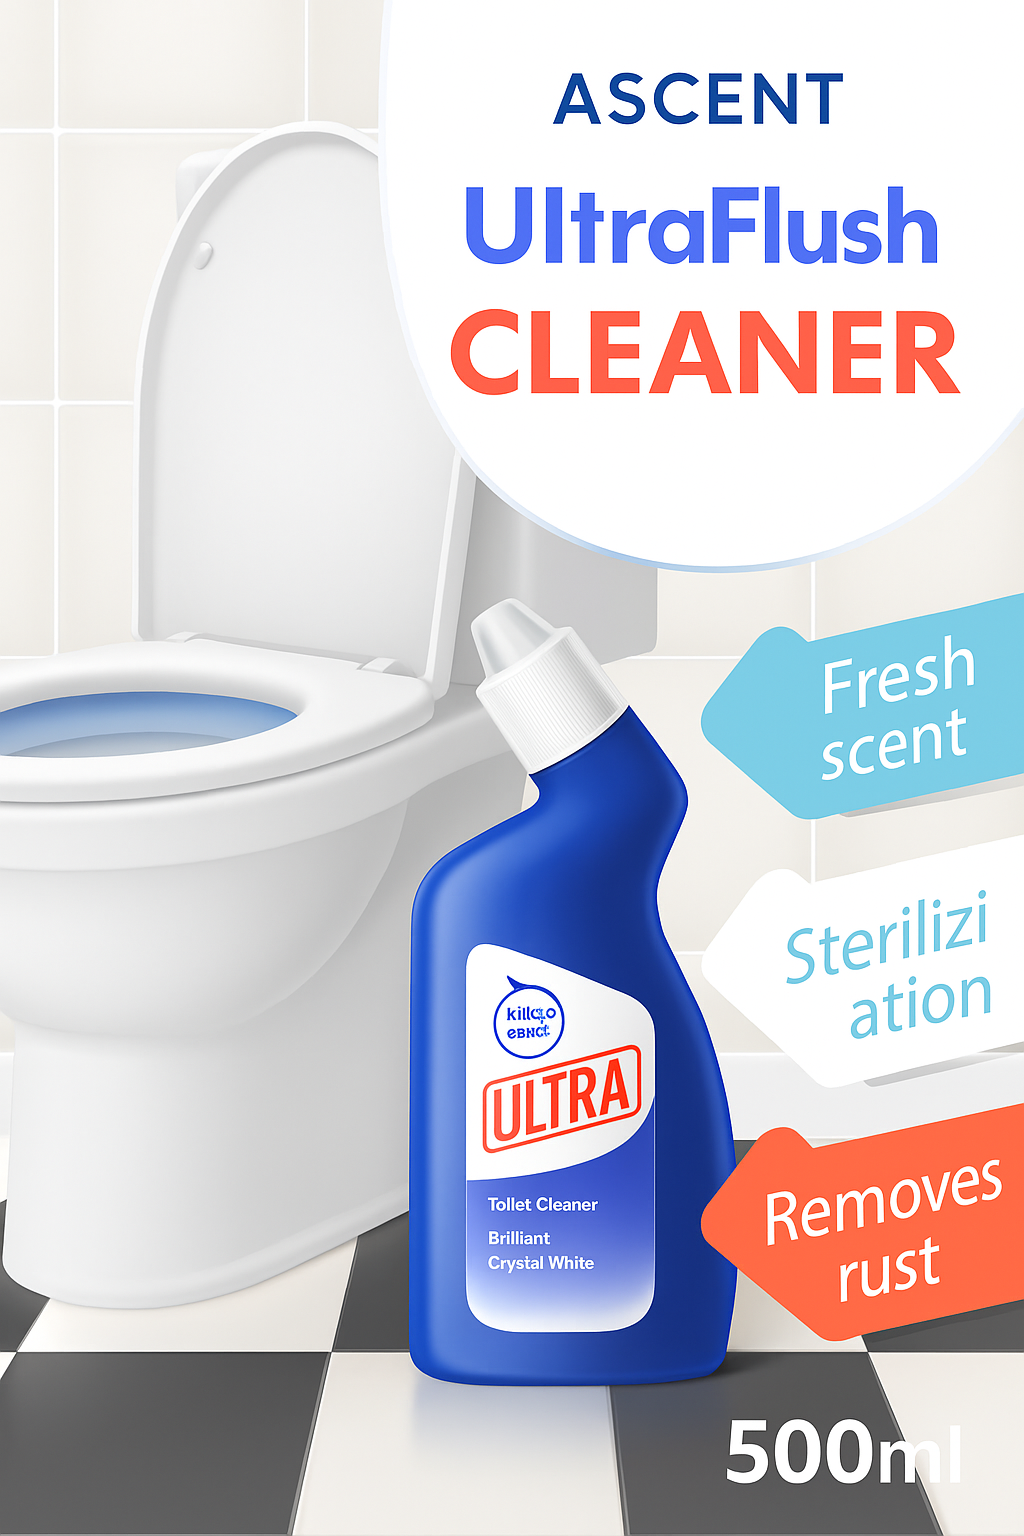 ASCENT
UltraFlush
CLEANER
Fresh
scent
Sterilizi
ation
ULTRA
Tollet Cleaner
Brilliant
Crystal White
Removes
rust
500ml